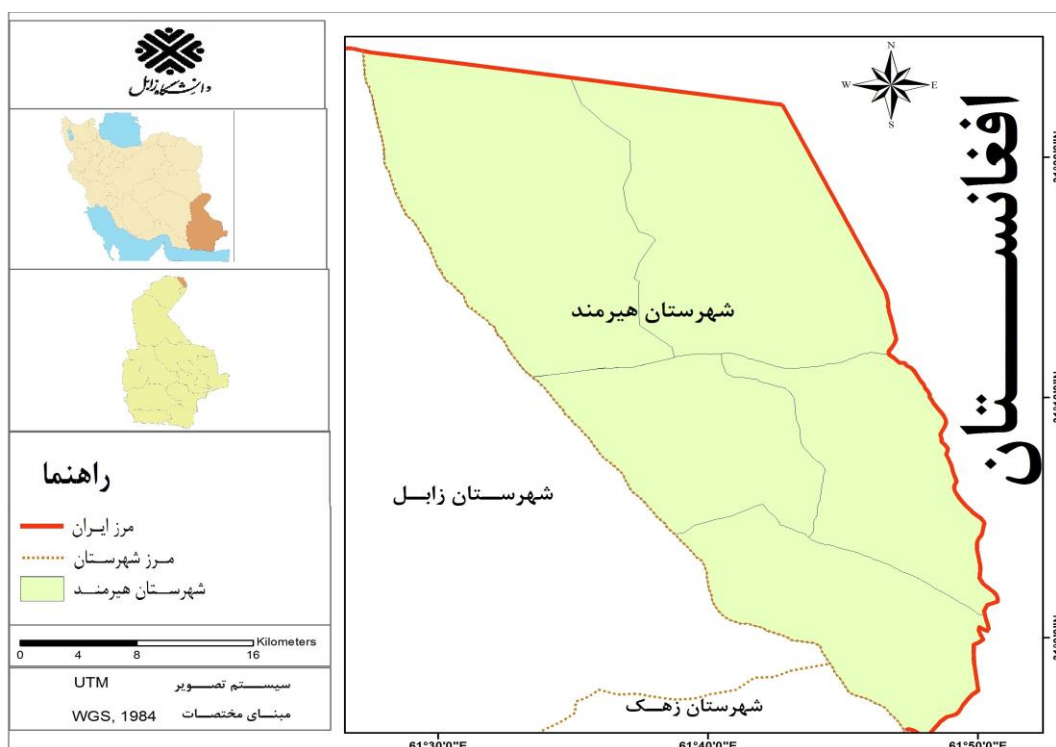 دانشگاه زابل
راهنما
مرز ایران
مرز شهرستان
شهرستان هیرمند
Kilometers
0 4 8 16
سیستم تصویر UTM
مبنای مختصات WGS, 1984
N
W E
S
افغانستان
شهرستان هیرمند
شهرستان زابل
شهرستان زهک
61°30'0"E 61°40'0"E 61°50'0"E